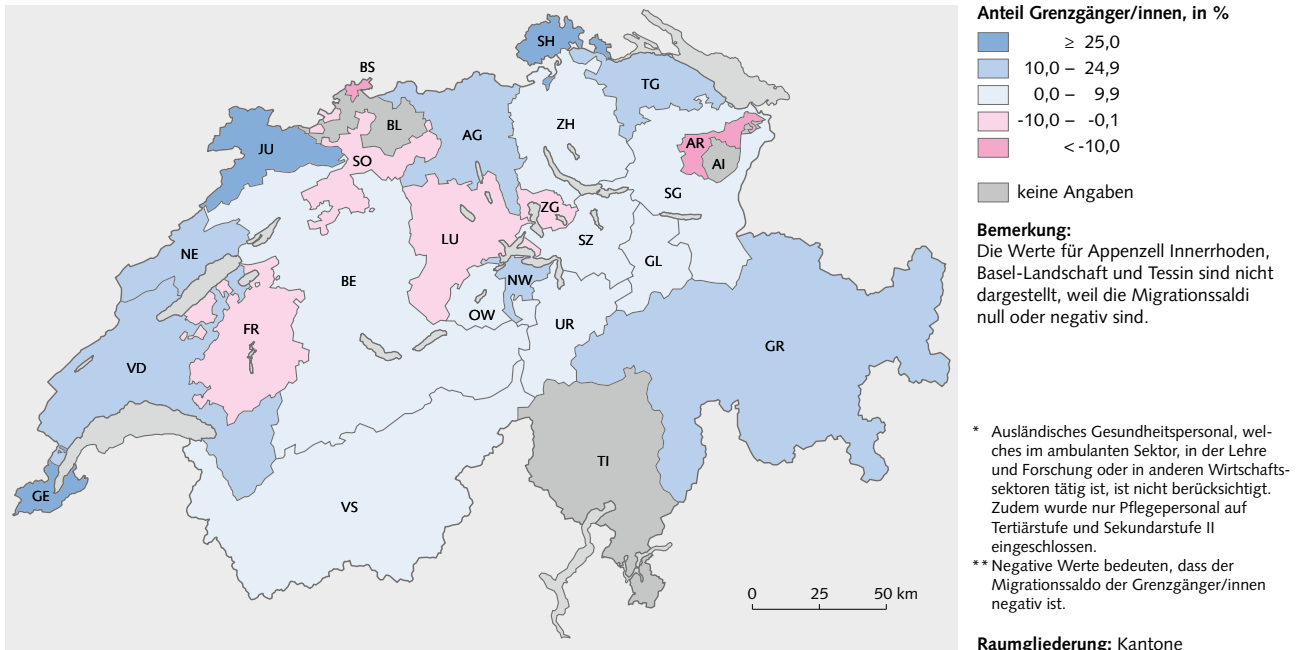 Anteil Grenzgänger/innen, in %
≥ 25,0
10,0 – 24,9
0,0 – 9,9
-10,0 – -0,1
< -10,0
keine Angaben
Bemerkung:
Die Werte für Appenzell Innerrhoden,
Basel-Landschaft und Tessin sind nicht
dargestellt, weil die Migrationssaldi
null oder negativ sind.
* Ausländisches Gesundheitspersonal, wel-
ches im ambulanten Sektor, in der Lehre
und Forschung oder in anderen Wirtschafts-
sektoren tätig ist, ist nicht berücksichtigt.
Zudem wurde nur Pflegepersonal auf
Tertiärstufe und Sekundarstufe II
eingeschlossen.
** Negative Werte bedeuten, dass der
Migrationssaldo der Grenzgänger/innen
negativ ist.
Raumgliederung: Kantone
SH
BS
TG
BL
AG
ZH
JU
SO
AR
AI
SG
ZG
LU
SZ
NE
GL
BE
NW
OW
UR
FR
GR
VD
TI
GE
VS
0 25 50 km